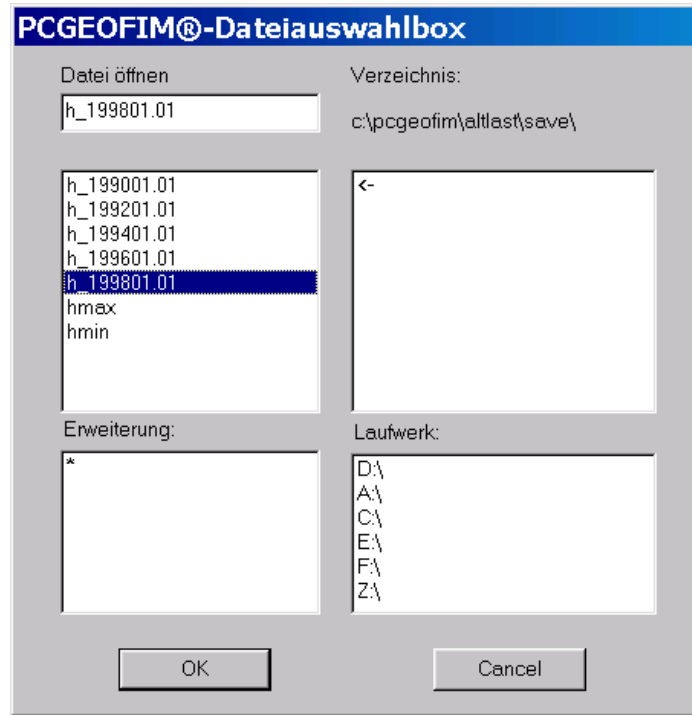 PCGEOFIM®-Dateiauswahlbox
Datei öffnen
h_199801.01
Verzeichnis:
c:\pcgeofim\altlast\save\
h_199001.01
h_199201.01
h_199401.01
h_199601.01
h_199801.01
hmax
hmin
<-
Erweiterung:
*
Laufwerk:
D:\
A:\
C:\
E:\
F:\
Z:\
OK
Cancel